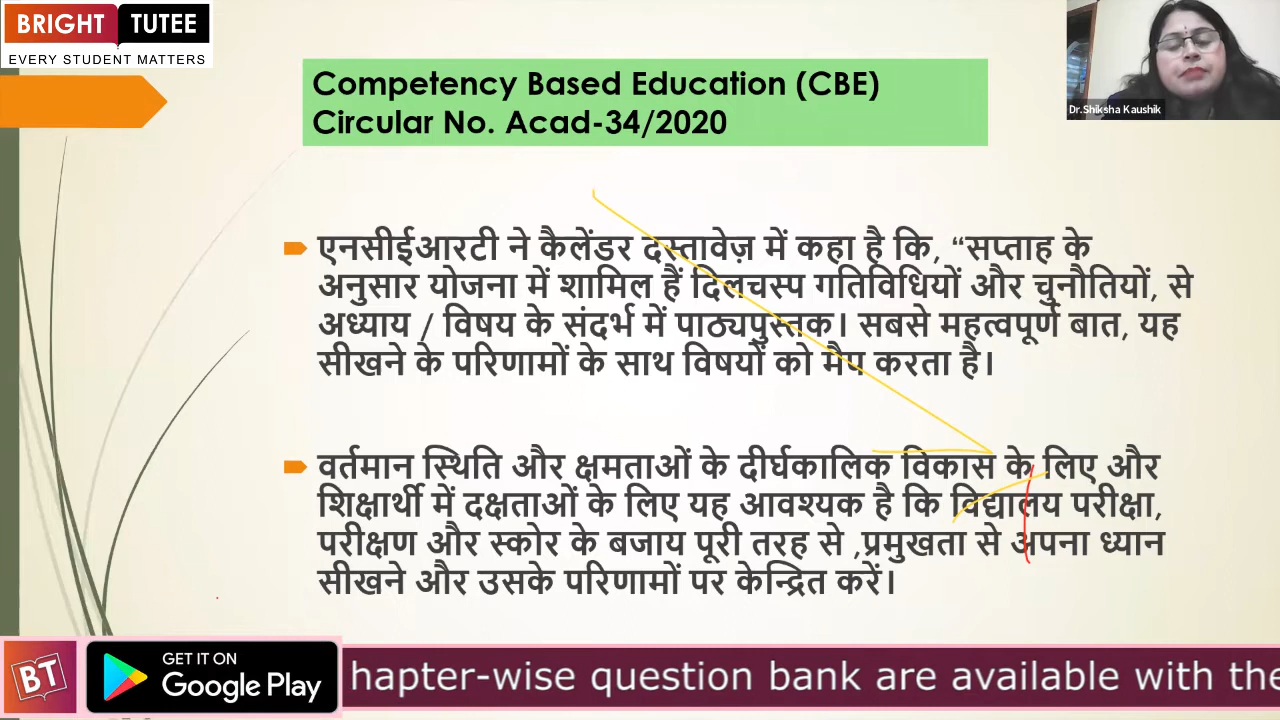 BRIGHT TUTEE
EVERY STUDENT MATTERS
Dr.Shiksha Kaushik
Competency Based Education (CBE)
Circular No. Acad-34/2020
एनसीईआरटी ने कैलेंडर दस्तावेज़ में कहा है कि, “सप्ताह के
अनुसार योजना में शामिल हैं दिलचस्प गतिविधियों और चुनौतियों, से
अध्याय / विषय के संदर्भ में पाठ्यपुस्तक। सबसे महत्वपूर्ण बात, यह
सीखने के परिणामों के साथ विषयों को मैप करता है।
वर्तमान स्थिति और क्षमताओं के दीर्घकालिक विकास के लिए और
शिक्षार्थी में दक्षताओं के लिए यह आवश्यक है कि विद्यालय परीक्षा,
परीक्षण और स्कोर के बजाय पूरी तरह से ,प्रमुखता से अपना ध्यान
सीखने और उसके परिणामों पर केन्द्रित करें।
BT
GET IT ON
Google Play
hapter-wise question bank are available with the